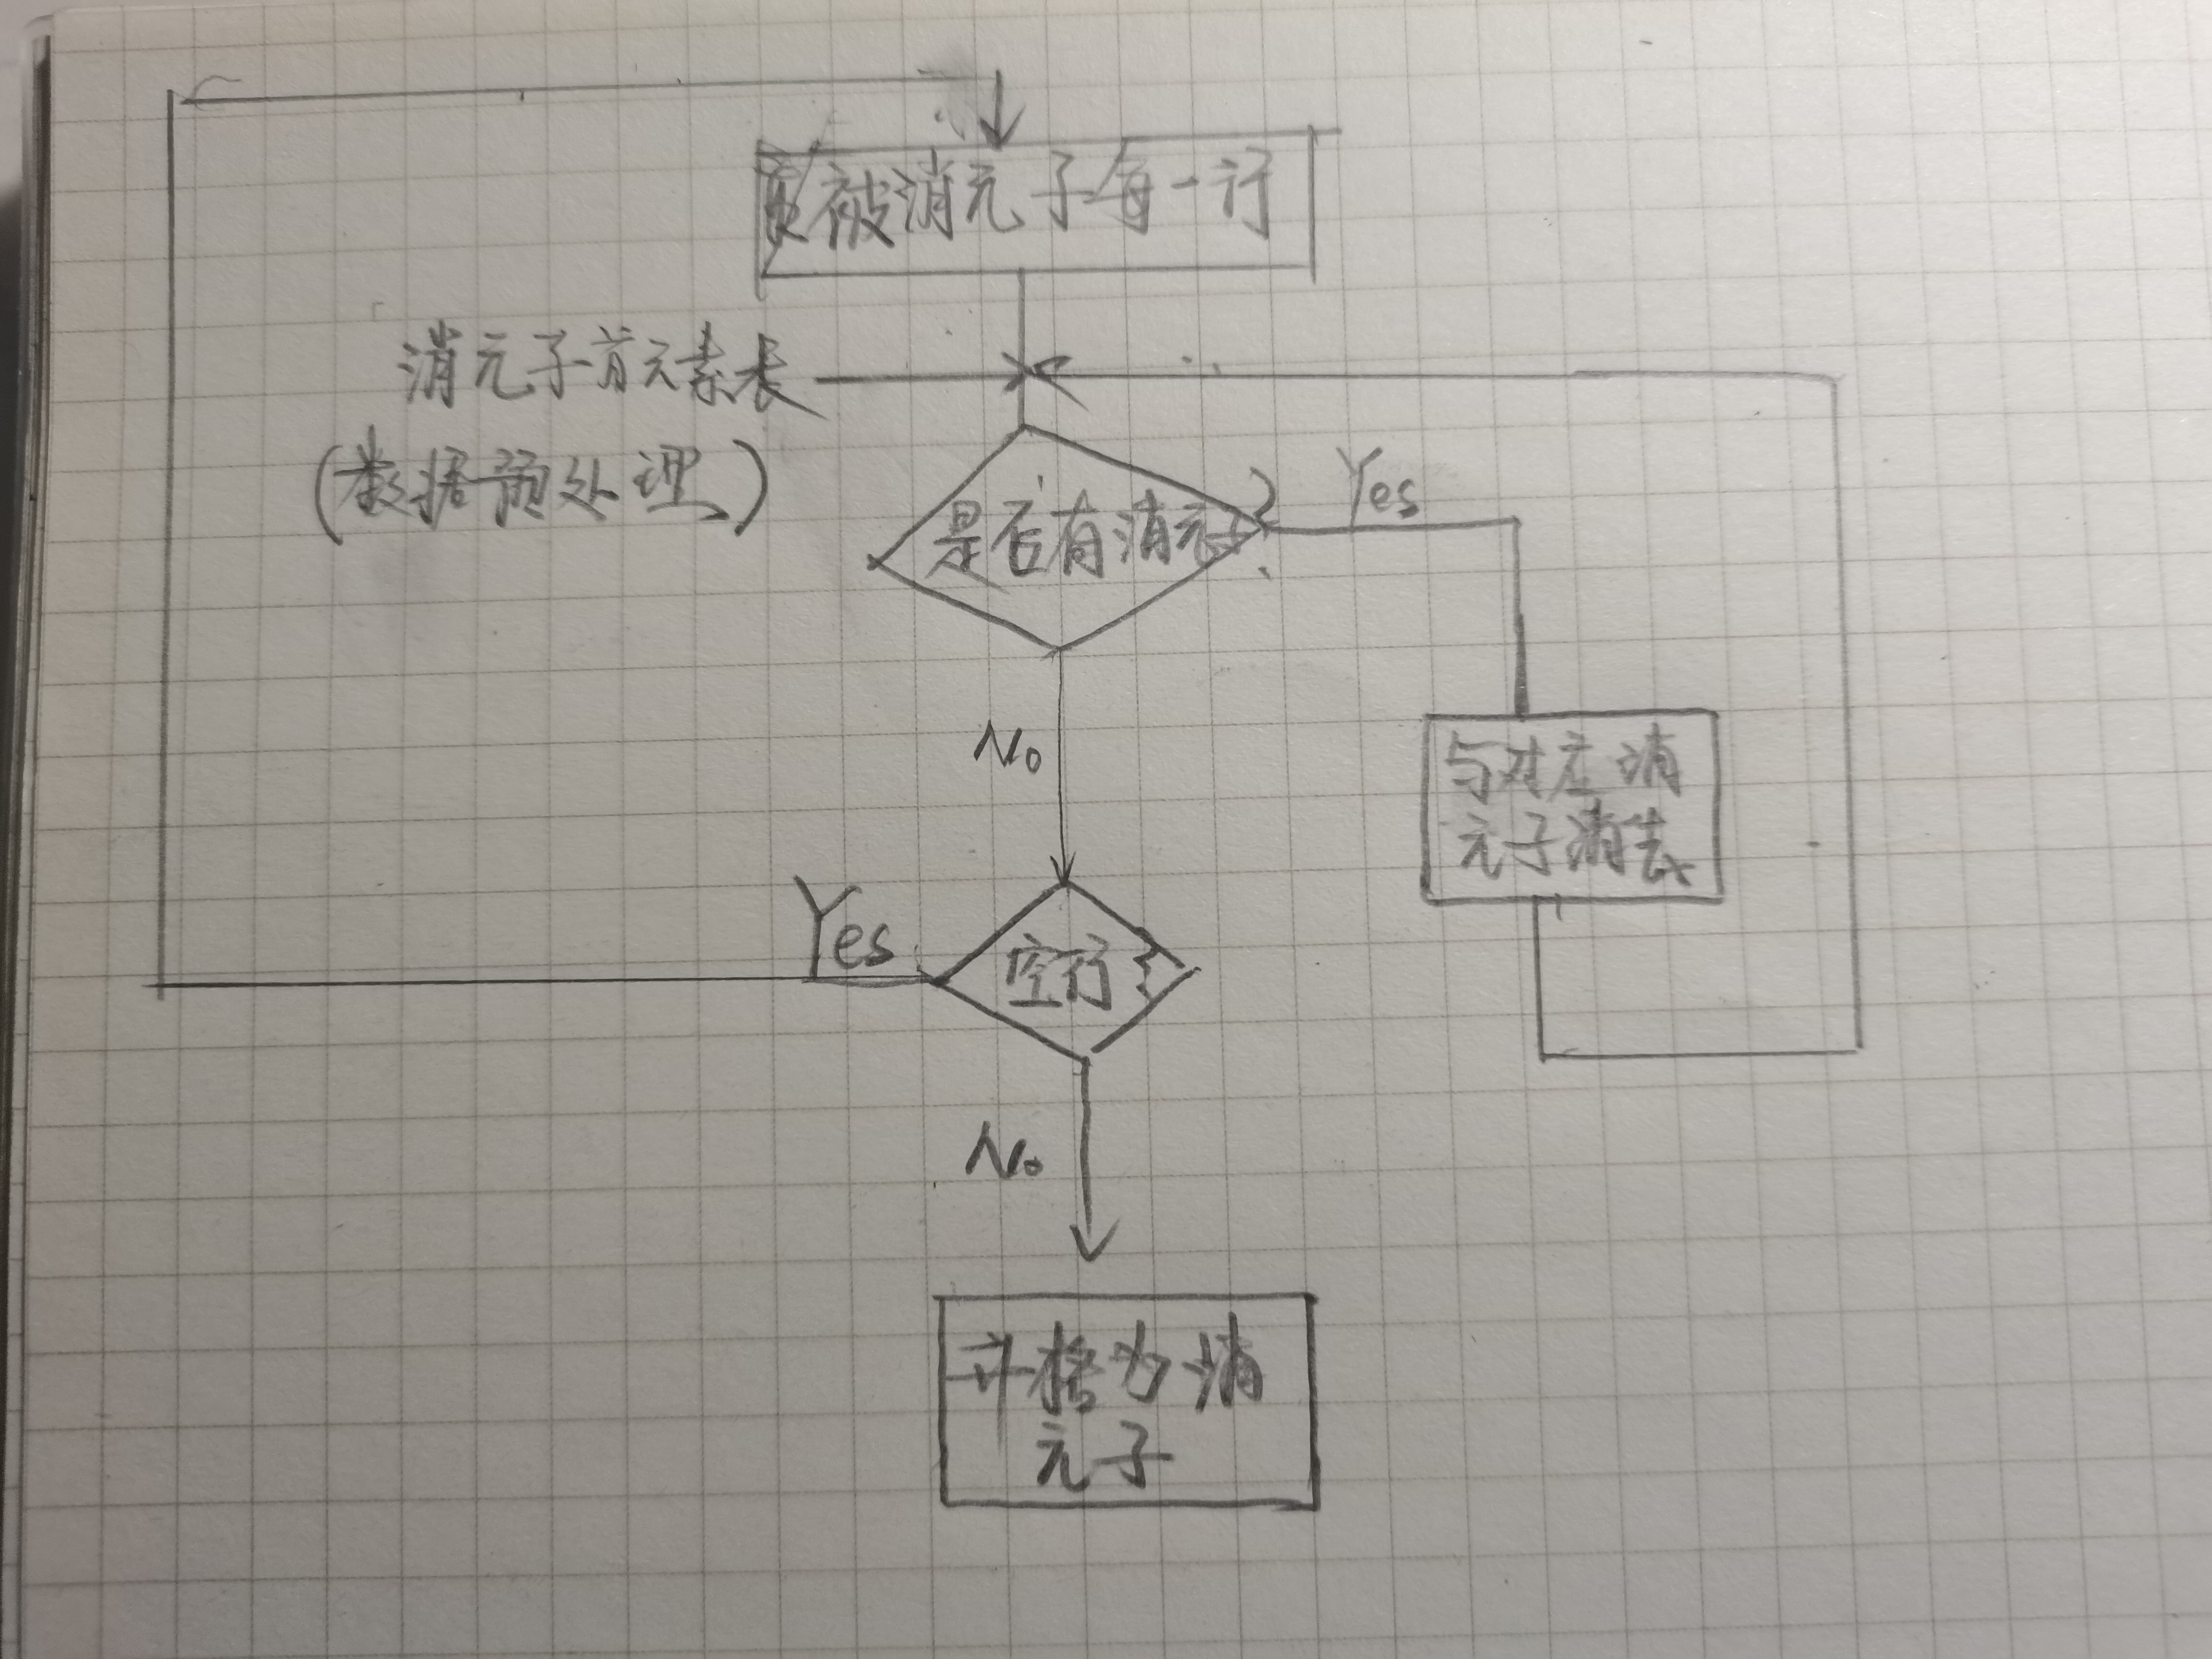 被消元子每一行
消元子首元素表
(数据预处理)
是否有消元子?
Yes
No
与对应消
元子消去
Yes
空行?
No
升格为消
元子